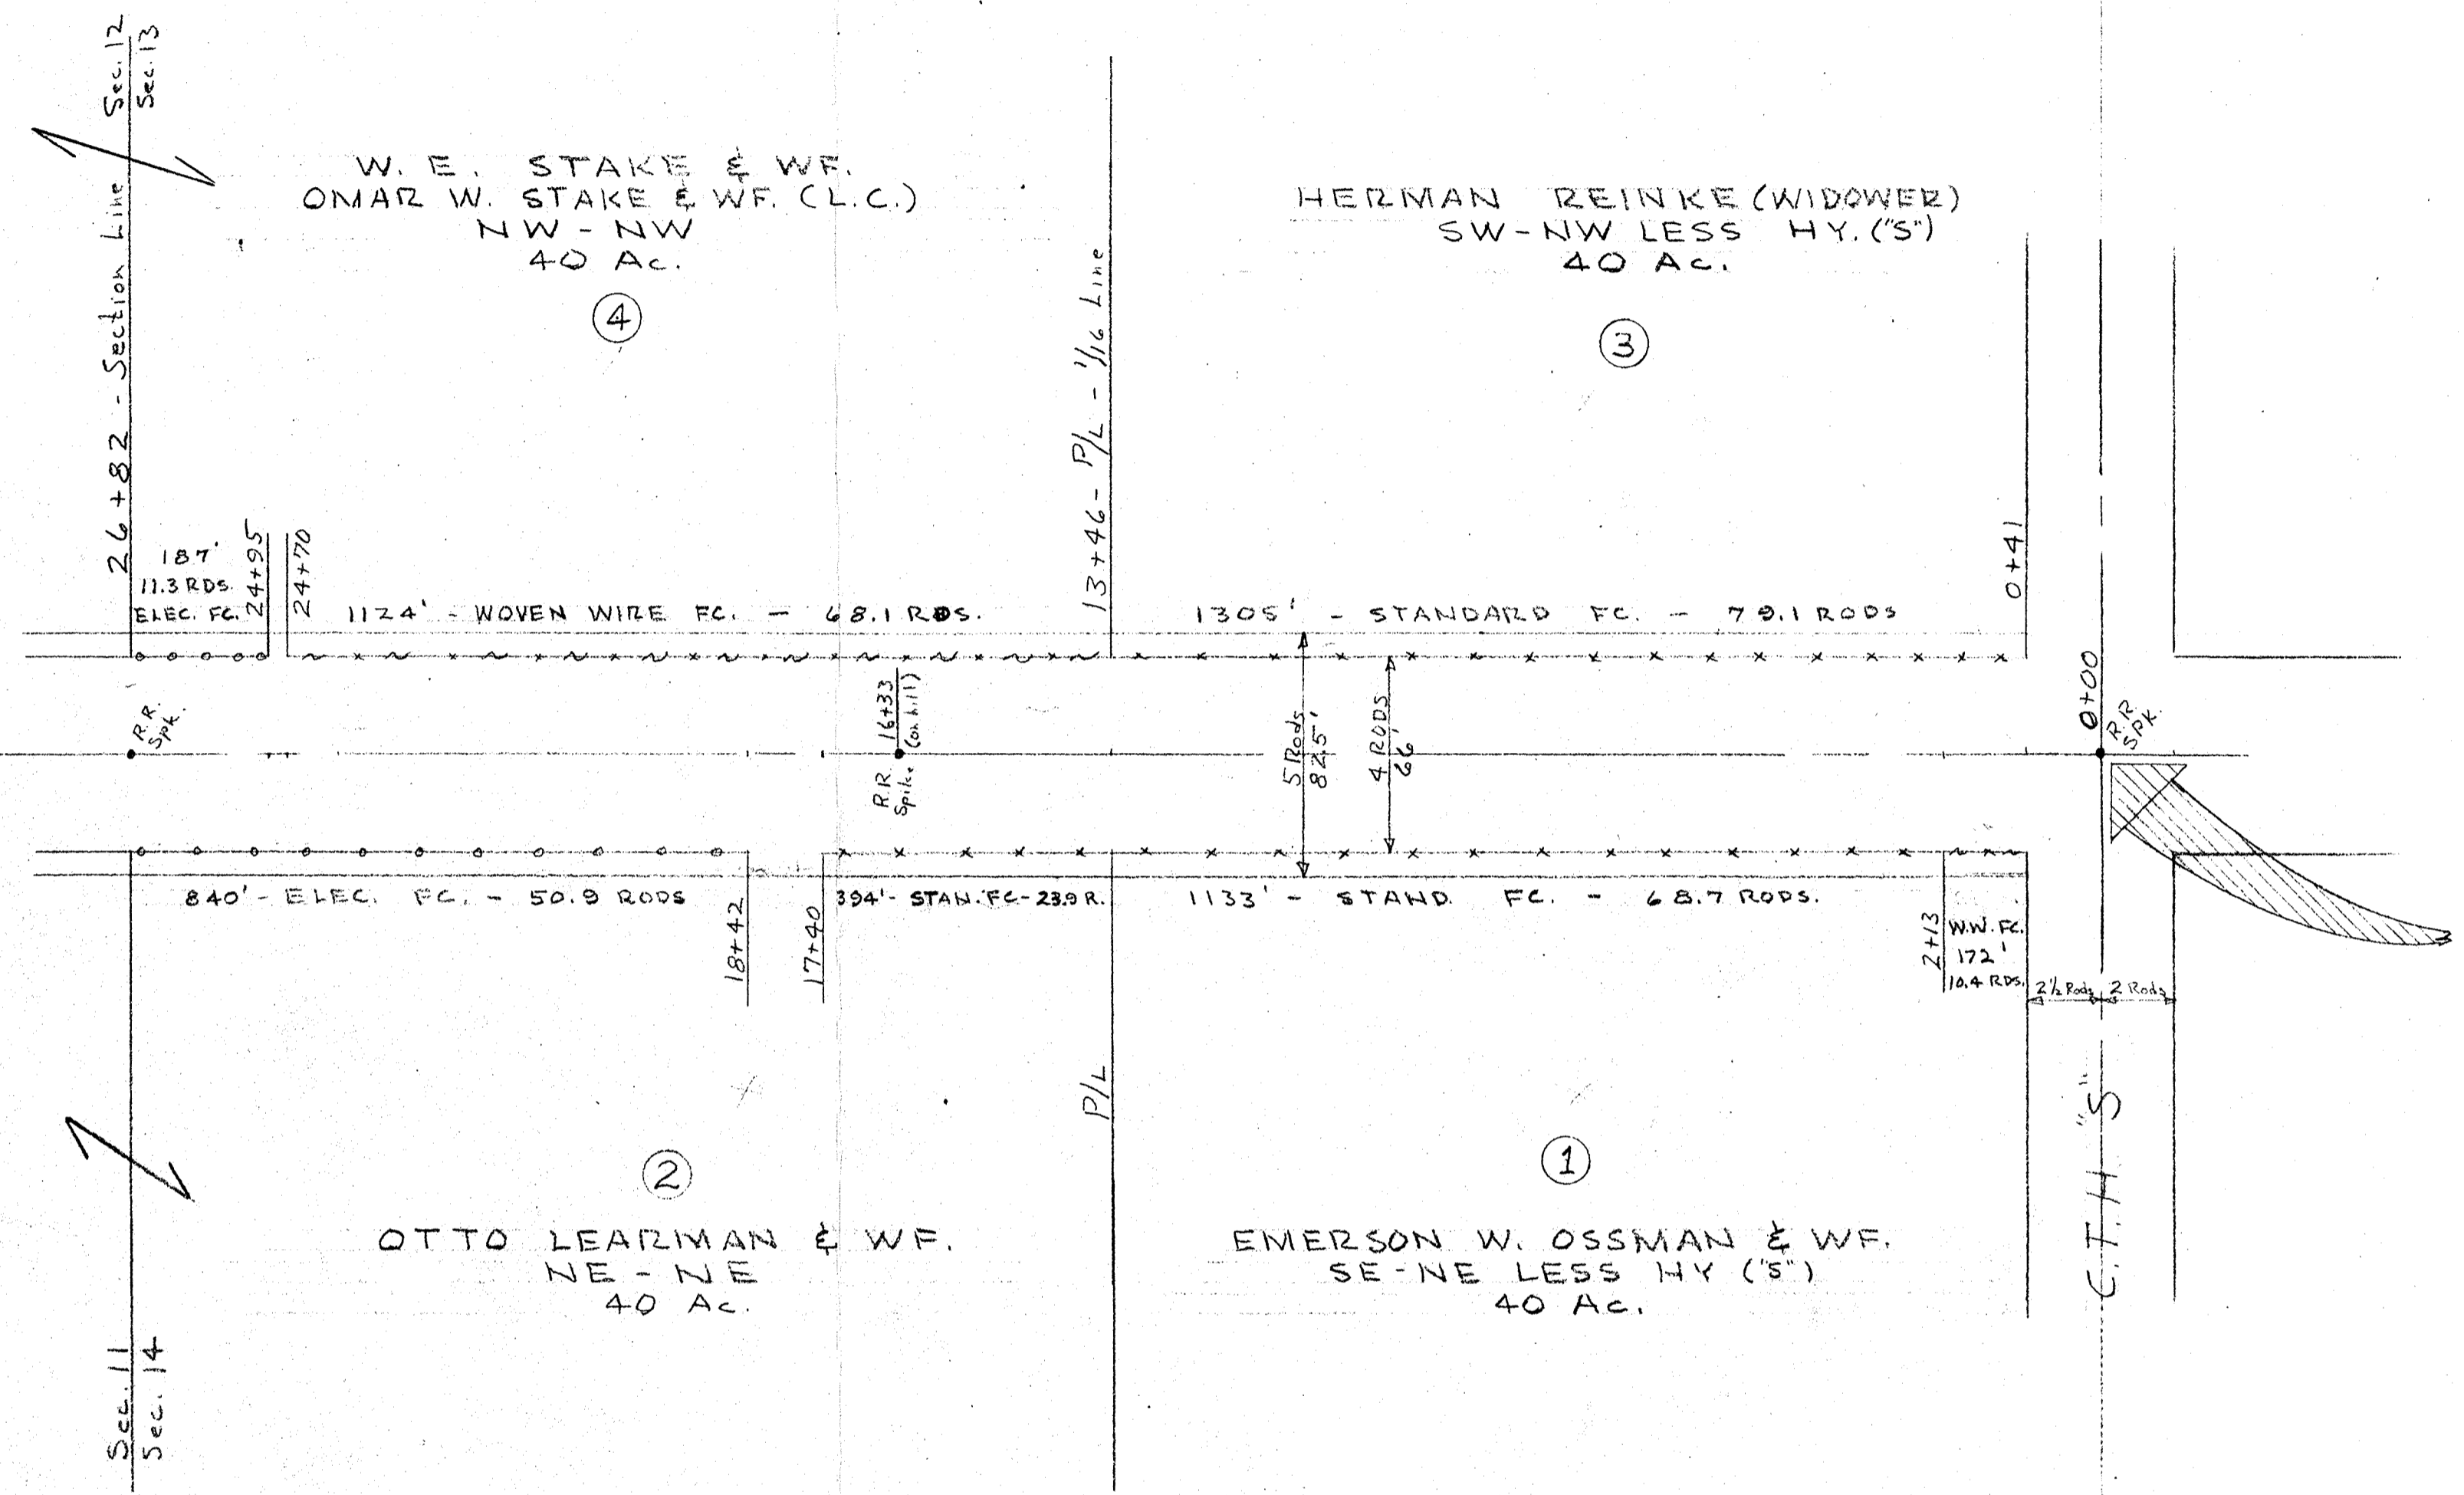 Sec. 12
Sec. 13
26+82 - Section Line
W. E. STAKE & WF.
OMAR W. STAKE & WF. (L.C.)
NW - NW
40 Ac.
4
HERMAN REINKE (WIDOWER)
SW-NW LESS HY. ("S")
40 Ac.
3
13+46 - P/L - 1/16 Line
0+41
187'
11.3 RDS.
ELEC. FC.
24+95
24+70
1124' - WOVEN WIRE FC. - 68.1 RDS.
1305' - STANDARD FC. - 79.1 RODS
R.R.
Spk.
16+33
(on hill)
R.R.
Spike
5 Rods
82.5'
4 RODS
66'
0+00
R.R.
SPK.
840' - ELEC. FC. - 50.9 RODS
18+42
17+40
394' - STAN. FC - 23.9 R.
1133' - STAND. FC. - 68.7 RODS.
2+13
W.W. FC.
172'
10.4 RDS.
2½ Rods
2 Rods
P/L
C.T.H. "S"
2
OTTO LEARMAN & WF.
NE - NE
40 Ac.
1
EMERSON W. OSSMAN & WF.
SE-NE LESS HY ("S")
40 Ac.
Sec. 11
Sec. 14